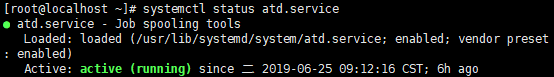 [root@localhost ~]# systemctl status atd.service
● atd.service - Job spooling tools
   Loaded: loaded (/usr/lib/systemd/system/atd.service; enabled; vendor preset
: enabled)
   Active: active (running) since 二 2019-06-25 09:12:16 CST; 6h ago